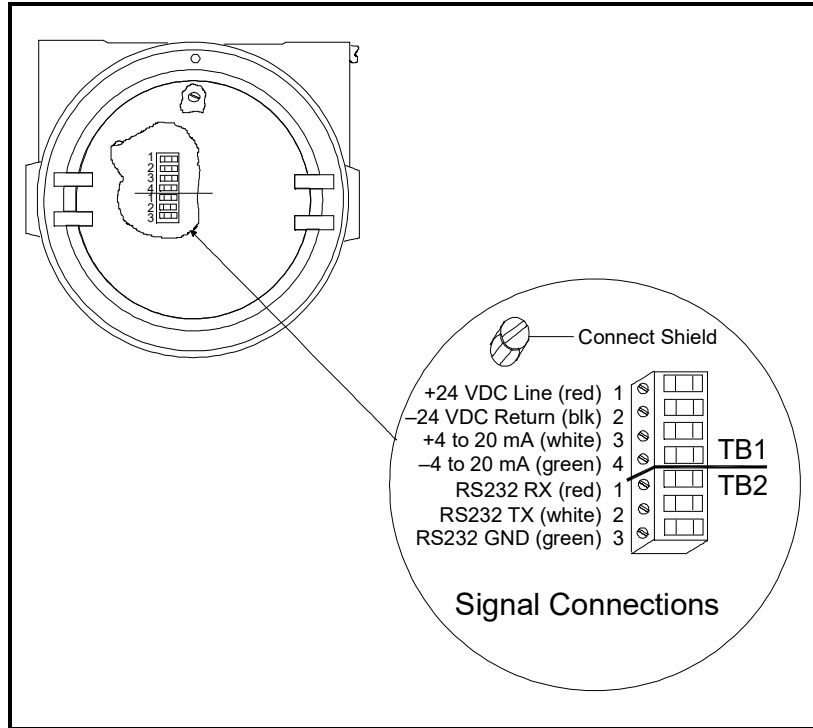 1
2
3
4
1
2
3
Connect Shield
+24 VDC Line (red) 1
–24 VDC Return (blk) 2
+4 to 20 mA (white) 3
–4 to 20 mA (green) 4
TB1
RS232 RX (red) 1
TB2
RS232 TX (white) 2
RS232 GND (green) 3
Signal Connections